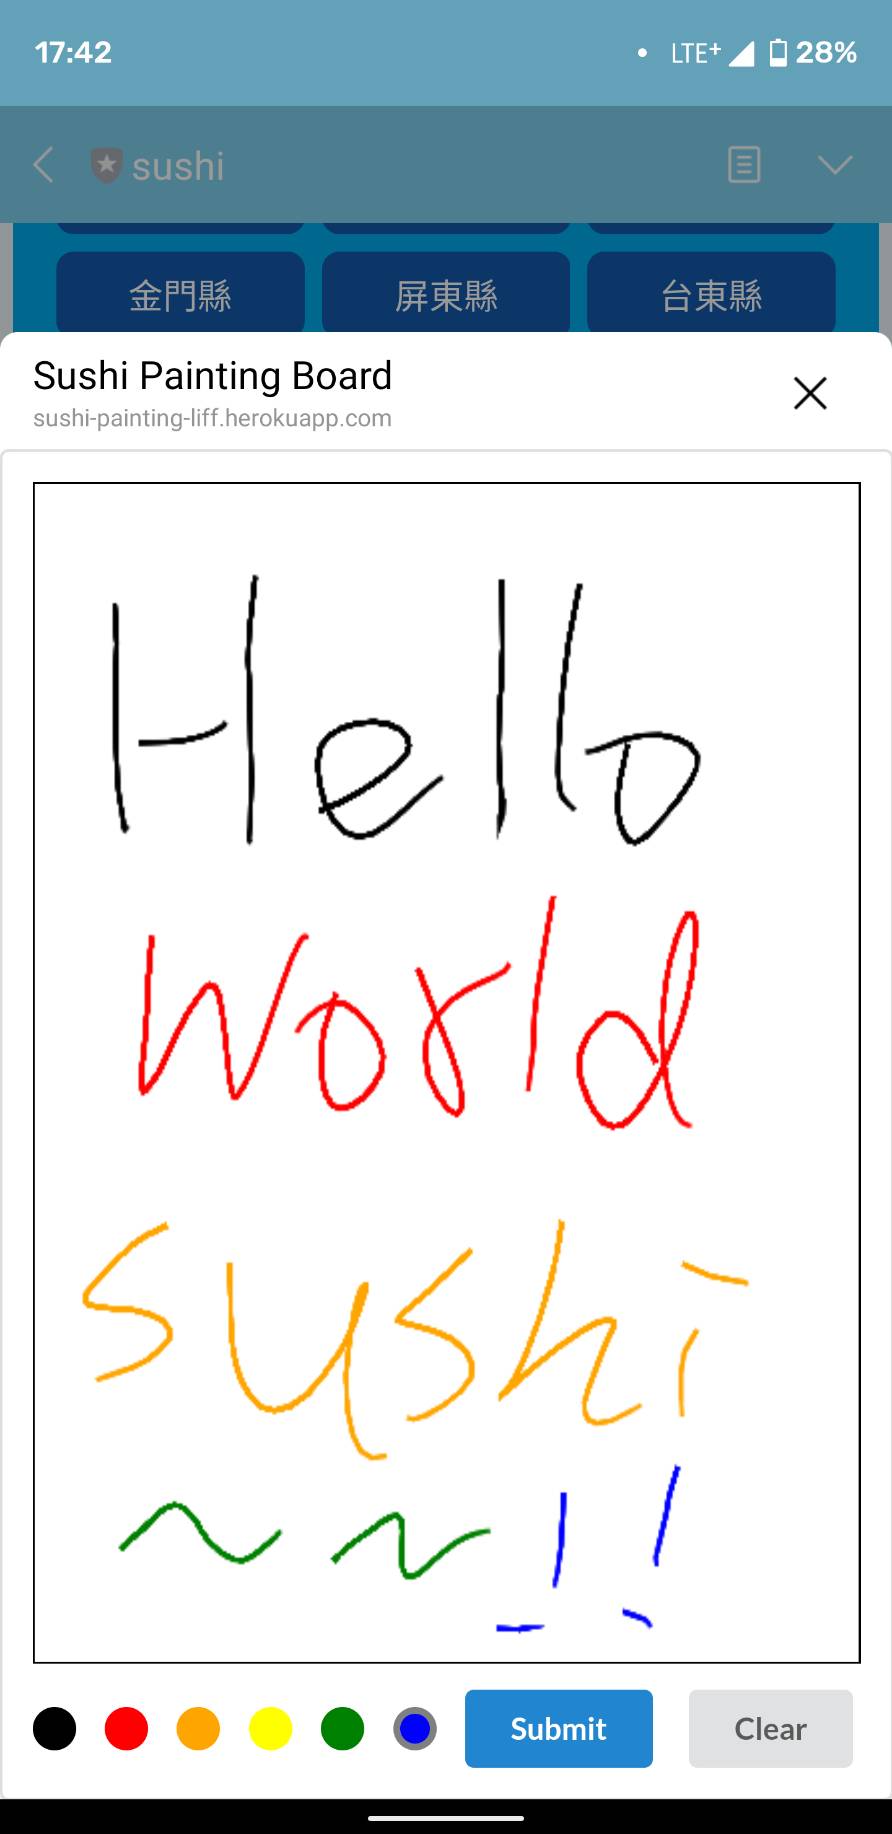 17:42 LTE+ 28%
sushi
金門縣 屏東縣 台東縣
Sushi Painting Board
sushi-painting-liff.herokuapp.com
Hello
World
sushi
~ ~ ! !
Submit Clear